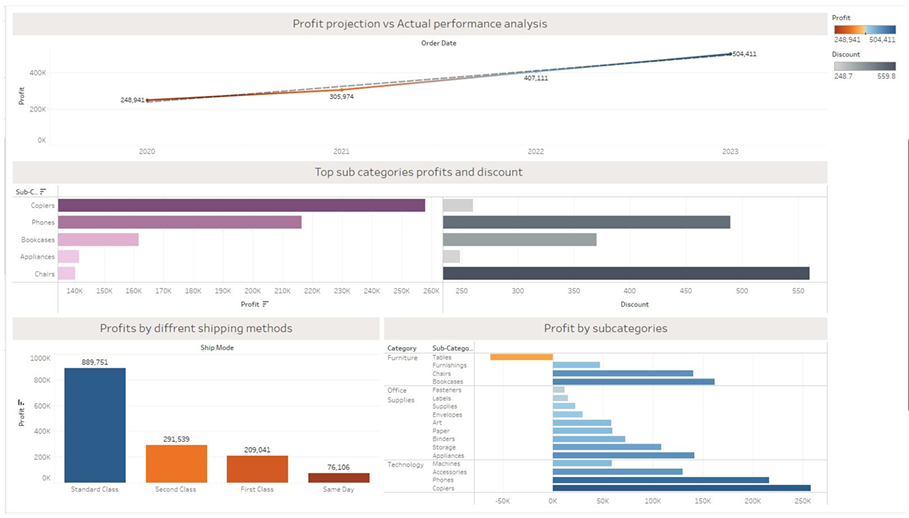 Profit projection vs Actual performance analysis
Order Date
Profit
400K
200K
0K
248,941
305,974
407,111
504,411
2020 2021 2022 2023
Profit
248,941 504,411
Discount
248.7 559.8
Top sub categories profits and discount
Sub-C..
Copiers
Phones
Bookcases
Appliances
Chairs
140K 150K 160K 170K 180K 190K 200K 210K 220K 230K 240K 250K 260K
Profit
250 300 350 400 450 500 550
Discount
Profits by diffrent shipping methods
Ship Mode
Profit
1000K
800K
600K
400K
200K
0K
889,751
291,539
209,041
76,106
Standard Class Second Class First Class Same Day
Profit by subcategories
Category Sub-Catego..
Furniture Tables
Furnishings
Chairs
Bookcases
Office Supplies Fasteners
Labels
Supplies
Envelopes
Art
Paper
Binders
Storage
Appliances
Technology Machines
Accessories
Phones
Copiers
-50K 0K 50K 100K 150K 200K 250K